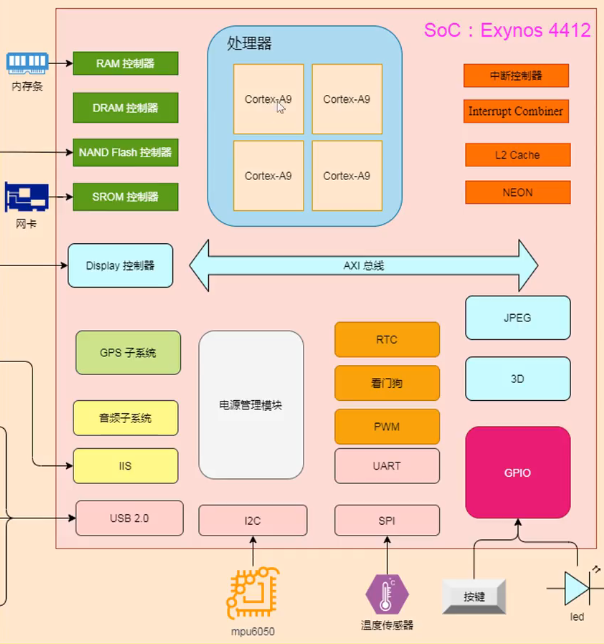 SoC：Exynos 4412
处理器
RAM 控制器
内存条
DRAM 控制器
NAND Flash 控制器
SROM 控制器
网卡
Cortex-A9
Cortex-A9
Cortex-A9
Cortex-A9
中断控制器
Interrupt Combiner
L2 Cache
NEON
Display 控制器
AXI 总线
JPEG
3D
GPS 子系统
音频子系统
IIS
USB 2.0
电源管理模块
I2C
RTC
看门狗
PWM
UART
SPI
GPIO
mpu6050
°C
温度传感器
按键
led